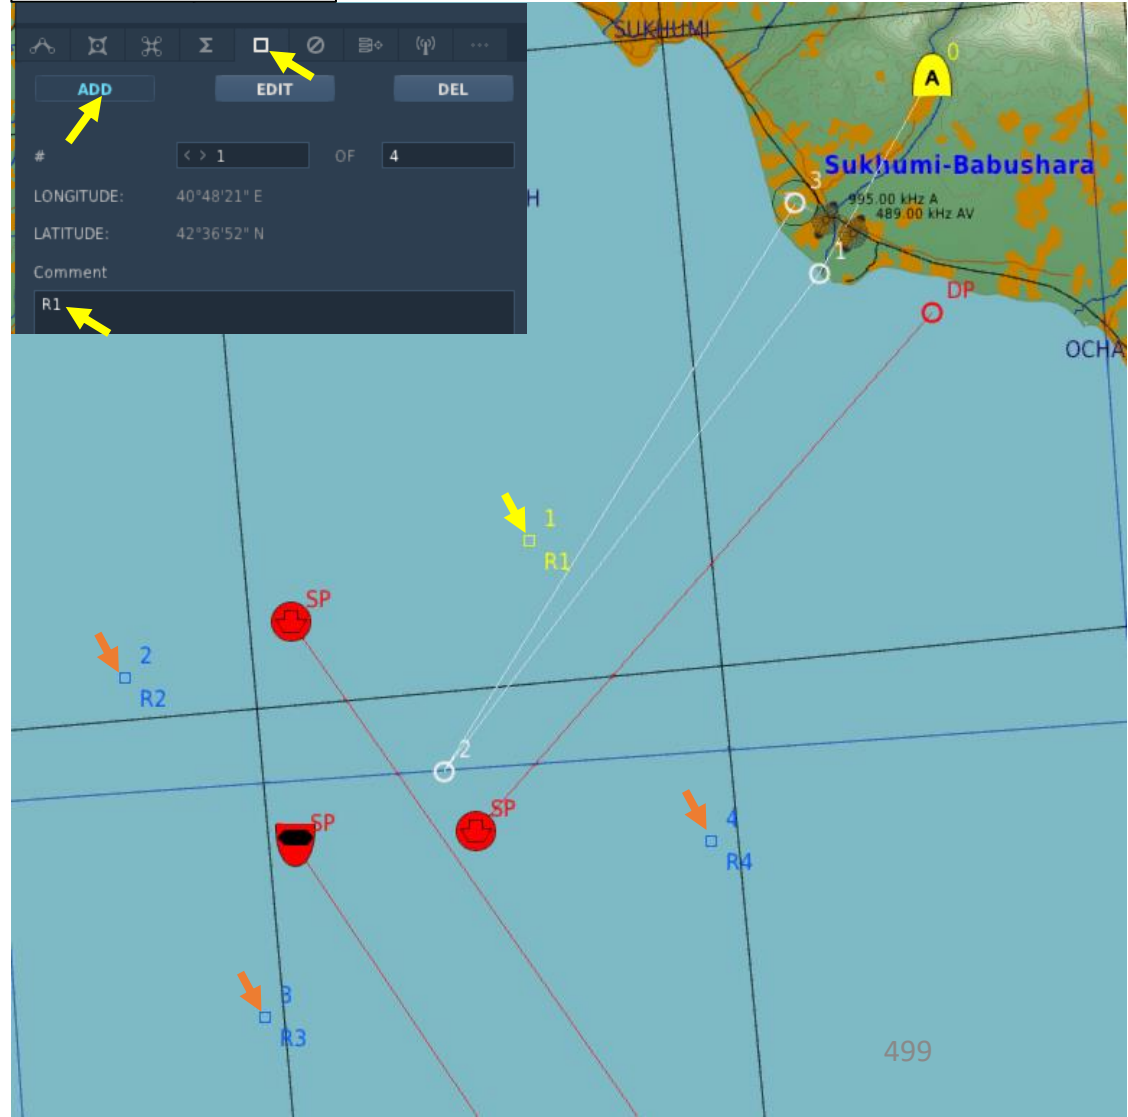 ADD EDIT DEL
# < > 1 OF 4
LONGITUDE: 40°48'21" E
LATITUDE: 42°36'52" N
Comment
R1
SUKHUMI
0
A
Sukhumi-Babushara
H
3
995.00 kHz A
489.00 kHz AV
1
DP
OCHA
1
R1
SP
2
R2
2
SP
SP
4
R4
3
R3
499